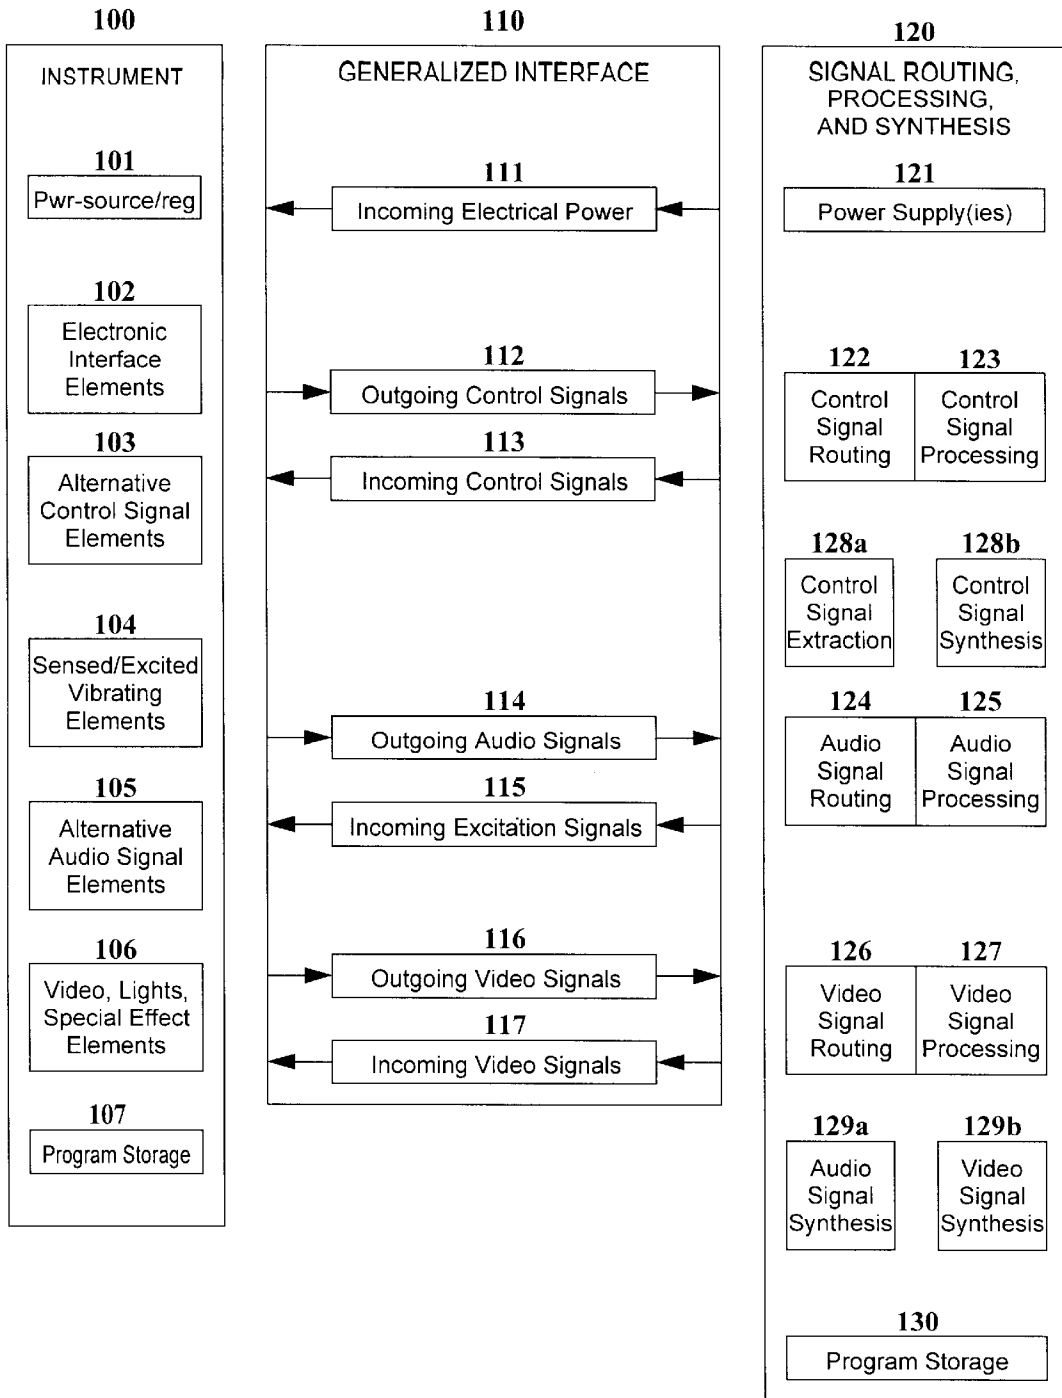 100
INSTRUMENT
101
Pwr-source/reg
102
Electronic
Interface
Elements
103
Alternative
Control Signal
Elements
104
Sensed/Excited
Vibrating
Elements
105
Alternative
Audio Signal
Elements
106
Video, Lights,
Special Effect
Elements
107
Program Storage
110
GENERALIZED INTERFACE
111
Incoming Electrical Power
112
Outgoing Control Signals
113
Incoming Control Signals
114
Outgoing Audio Signals
115
Incoming Excitation Signals
116
Outgoing Video Signals
117
Incoming Video Signals
120
SIGNAL ROUTING,
PROCESSING,
AND SYNTHESIS
121
Power Supply(ies)
122
Control
Signal
Routing
123
Control
Signal
Processing
128a
Control
Signal
Extraction
128b
Control
Signal
Synthesis
124
Audio
Signal
Routing
125
Audio
Signal
Processing
126
Video
Signal
Routing
127
Video
Signal
Processing
129a
Audio
Signal
Synthesis
129b
Video
Signal
Synthesis
130
Program Storage